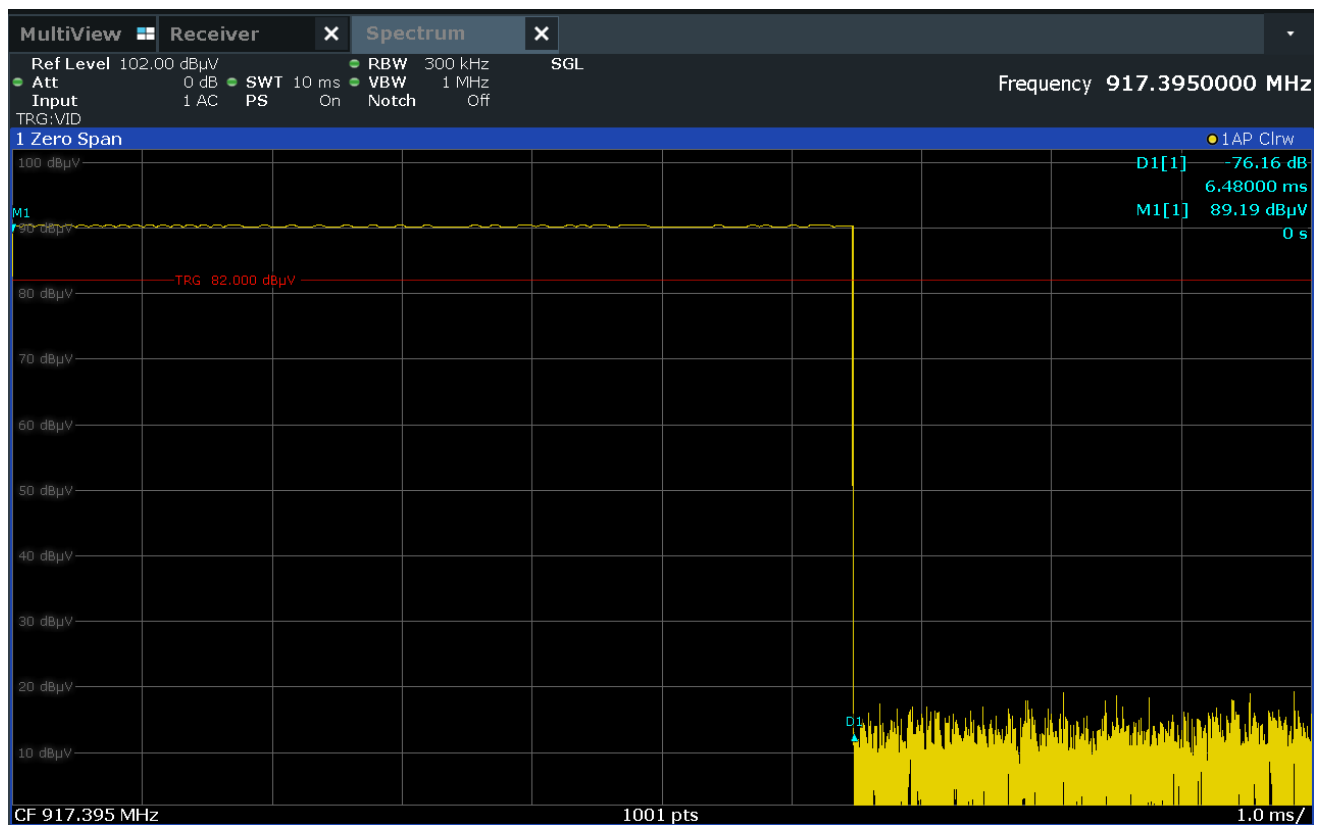 MultiView Receiver X Spectrum X
Ref Level 102.00 dBµV RBW 300 kHz SGL
Att 0 dB SWT 10 ms VBW 1 MHz Frequency 917.3950000 MHz
Input 1 AC PS On Notch Off
TRG:VID
1 Zero Span 1AP Clrw
100 dBµV D1[1] -76.16 dB
6.48000 ms
M1 M1[1] 89.19 dBµV
90 dBµV 0 s
TRG 82.000 dBµV
80 dBµV
70 dBµV
60 dBµV
50 dBµV
40 dBµV
30 dBµV
20 dBµV
D1
10 dBµV
CF 917.395 MHz 1001 pts 1.0 ms/